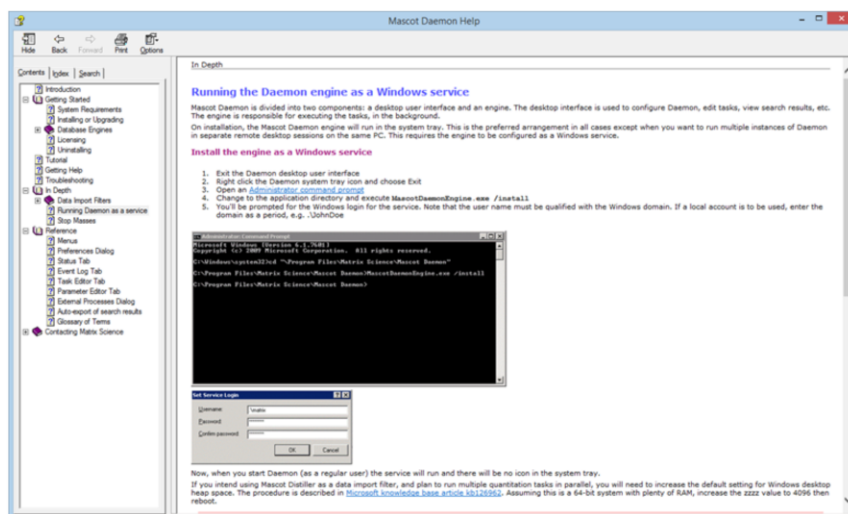 Mascot Daemon Help
Hide Back Forward Print Options
Contents Index Search
Introduction
Getting Started
System Requirements
Installing or Upgrading
Database Engines
Licensing
Uninstalling
Tutorial
Getting Help
Troubleshooting
In Depth
Data Import Filters
Running Daemon as a service
Stop Masses
Reference
Menus
Preferences Dialog
Status Tab
Event Log Tab
Task Editor Tab
Parameter Editor Tab
External Processes Dialog
Auto-export of search results
Glossary of Terms
Contacting Matrix Science
In Depth
Running the Daemon engine as a Windows service
Mascot Daemon is divided into two components: a desktop user interface and an engine. The desktop interface is used to configure Daemon, edit tasks, view search results, etc.
The engine is responsible for executing the tasks, in the background.
On installation, the Mascot Daemon engine will run in the system tray. This is the preferred arrangement in all cases except when you want to run multiple instances of Daemon
in separate remote desktop sessions on the same PC. This requires the engine to be configured as a Windows service.
Install the engine as a Windows service
1. Exit the Daemon desktop user interface
2. Right click the Daemon system tray icon and choose Exit
3. Open an Administrator command prompt
4. Change to the application directory and execute MascotDaemonEngine.exe /install
5. You'll be prompted for the Windows login for the service. Note that the user name must be qualified with the Windows domain. If a local account is to be used, enter the
domain as a period, e.g. .\JohnDoe
Administrator: Command Prompt
Microsoft Windows [Version 6.1.7601]
Copyright (c) 2009 Microsoft Corporation. All rights reserved.
C:\Windows\system32>cd "\Program Files\Matrix Science\Mascot Daemon"
C:\Program Files\Matrix Science\Mascot Daemon>MascotDaemonEngine.exe /install
C:\Program Files\Matrix Science\Mascot Daemon>
Set Service Login
Username:
Password:
Confirm password:
OK Cancel
Now, when you start Daemon (as a regular user) the service will run and there will be no icon in the system tray.
If you intend using Mascot Distiller as a data import filter, and plan to run multiple quantitation tasks in parallel, you will need to increase the default setting for Windows desktop
heap space. The procedure is described in Microsoft knowledge base article kb126962. Assuming this is a 64-bit system with plenty of RAM, increase the zzzz value to 4096 then
reboot.